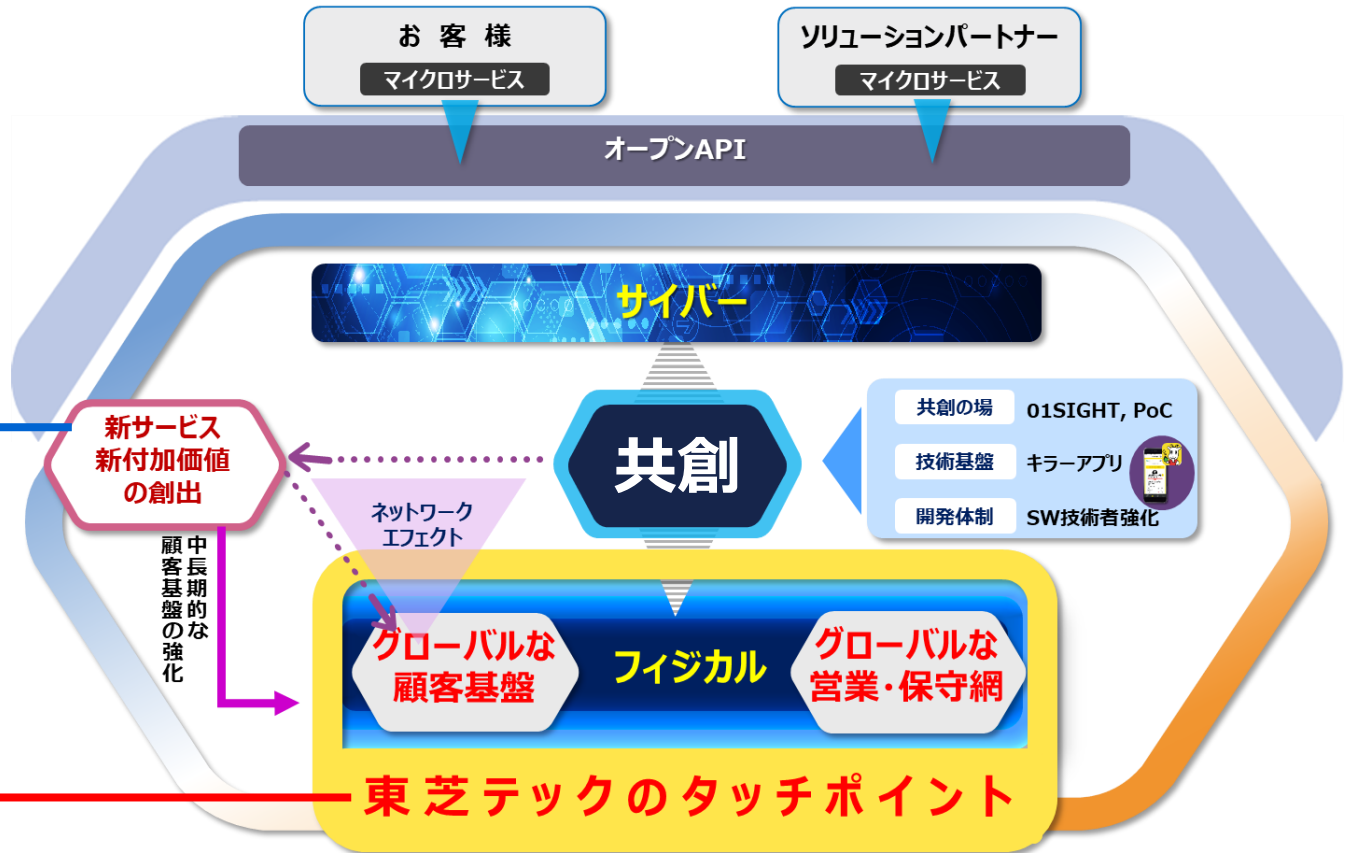 お客様
マイクロサービス
ソリューションパートナー
マイクロサービス
オープンAPI
サイバー
新サービス
新付加価値
の創出
共創
共創の場 01SIGHT, PoC
技術基盤 キラーアプリ
開発体制 SW技術者強化
ネットワーク
エフェクト
中長期的な
顧客基盤の強化
グローバルな
顧客基盤
フィジカル
グローバルな
営業・保守網
東芝テックのタッチポイント